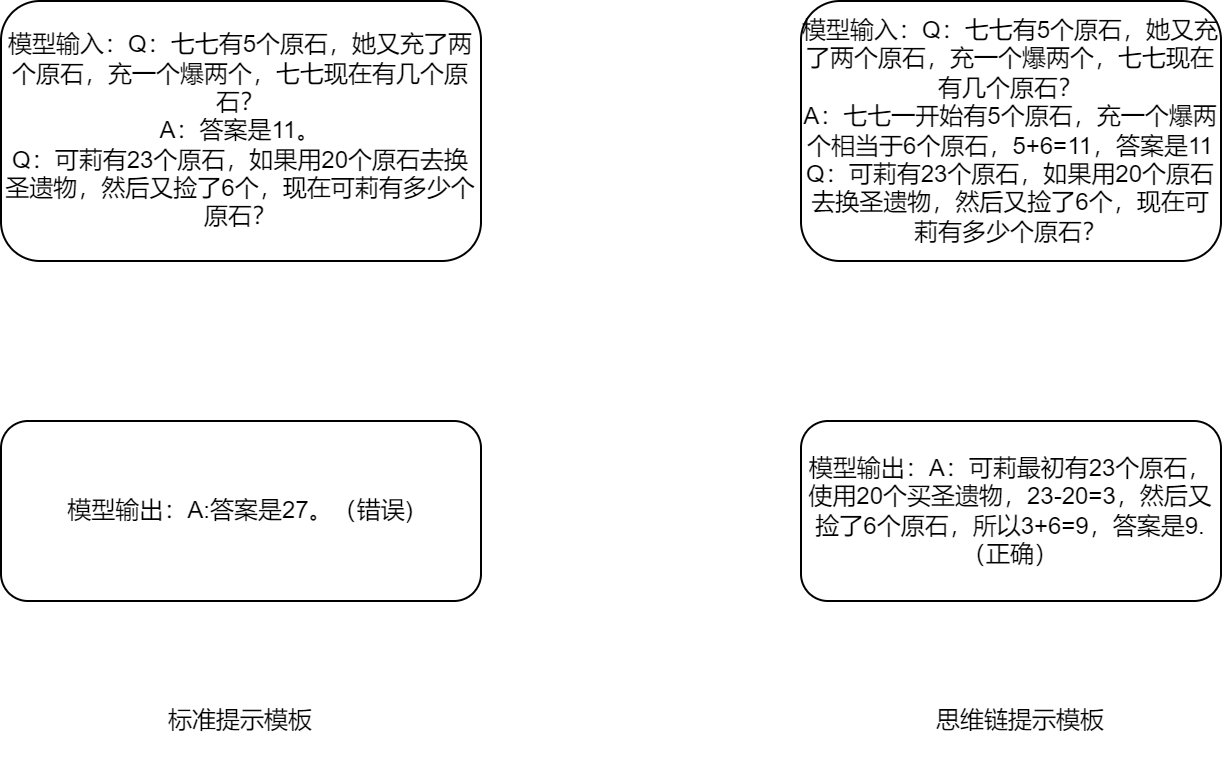 模型输入：Q：七七有5个原石，她又充了两
个原石，充一个爆两个，七七现在有几个原
石？
A：答案是11。
Q：可莉有23个原石，如果用20个原石去换
圣遗物，然后又捡了6个，现在可莉有多少个
原石？
模型输入：Q：七七有5个原石，她又充
了两个原石，充一个爆两个，七七现在
有几个原石？
A：七七一开始有5个原石，充一个爆两
个相当于6个原石，5+6=11，答案是11
Q：可莉有23个原石，如果用20个原石
去换圣遗物，然后又捡了6个，现在可
莉有多少个原石？
模型输出：A:答案是27。（错误)
模型输出：A：可莉最初有23个原石，
使用20个买圣遗物，23-20=3，然后又
捡了6个原石，所以3+6=9，答案是9.
（正确）
标准提示模板
思维链提示模板